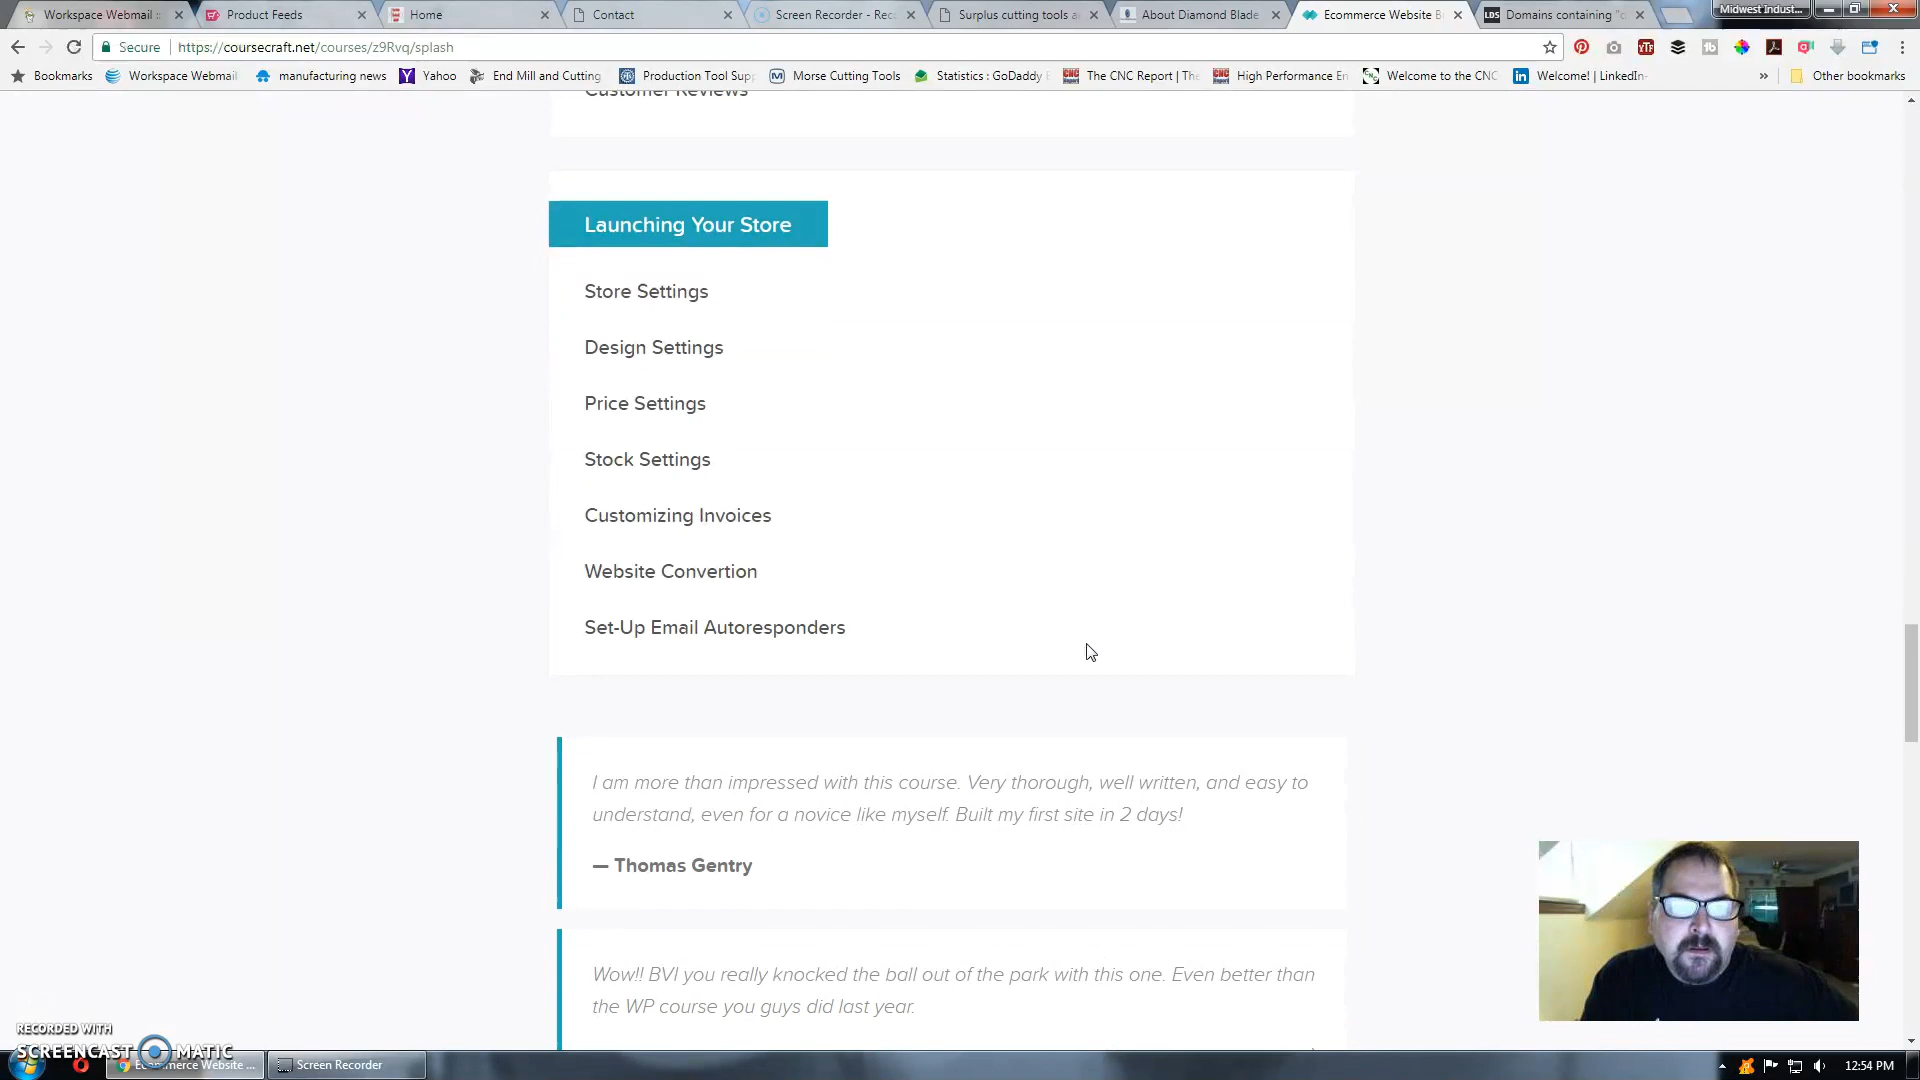 Workspace Webmail ::
Product Feeds
Home
Contact
Screen Recorder - Rec
Surplus cutting tools a
About Diamond Blade
Ecommerce Website B
Domains containing "c
Midwest Indust...
Secure
https://coursecraft.net/courses/z9Rvq/splash
Bookmarks
Workspace Webmail
manufacturing news
Yahoo
End Mill and Cutting
Production Tool Supp
Morse Cutting Tools
Statistics : GoDaddy E
The CNC Report | The
High Performance En
Welcome to the CNC
Welcome! | LinkedIn-
Other bookmarks
Customer Reviews
Launching Your Store
Store Settings
Design Settings
Price Settings
Stock Settings
Customizing Invoices
Website Convertion
Set-Up Email Autoresponders
I am more than impressed with this course. Very thorough, well written, and easy to
understand, even for a novice like myself. Built my first site in 2 days!
— Thomas Gentry
Wow!! BVI you really knocked the ball out of the park with this one. Even better than
the WP course you guys did last year.
RECORDED WITH
SCREENCAST MATIC
Ecommerce Website ...
Screen Recorder
12:54 PM